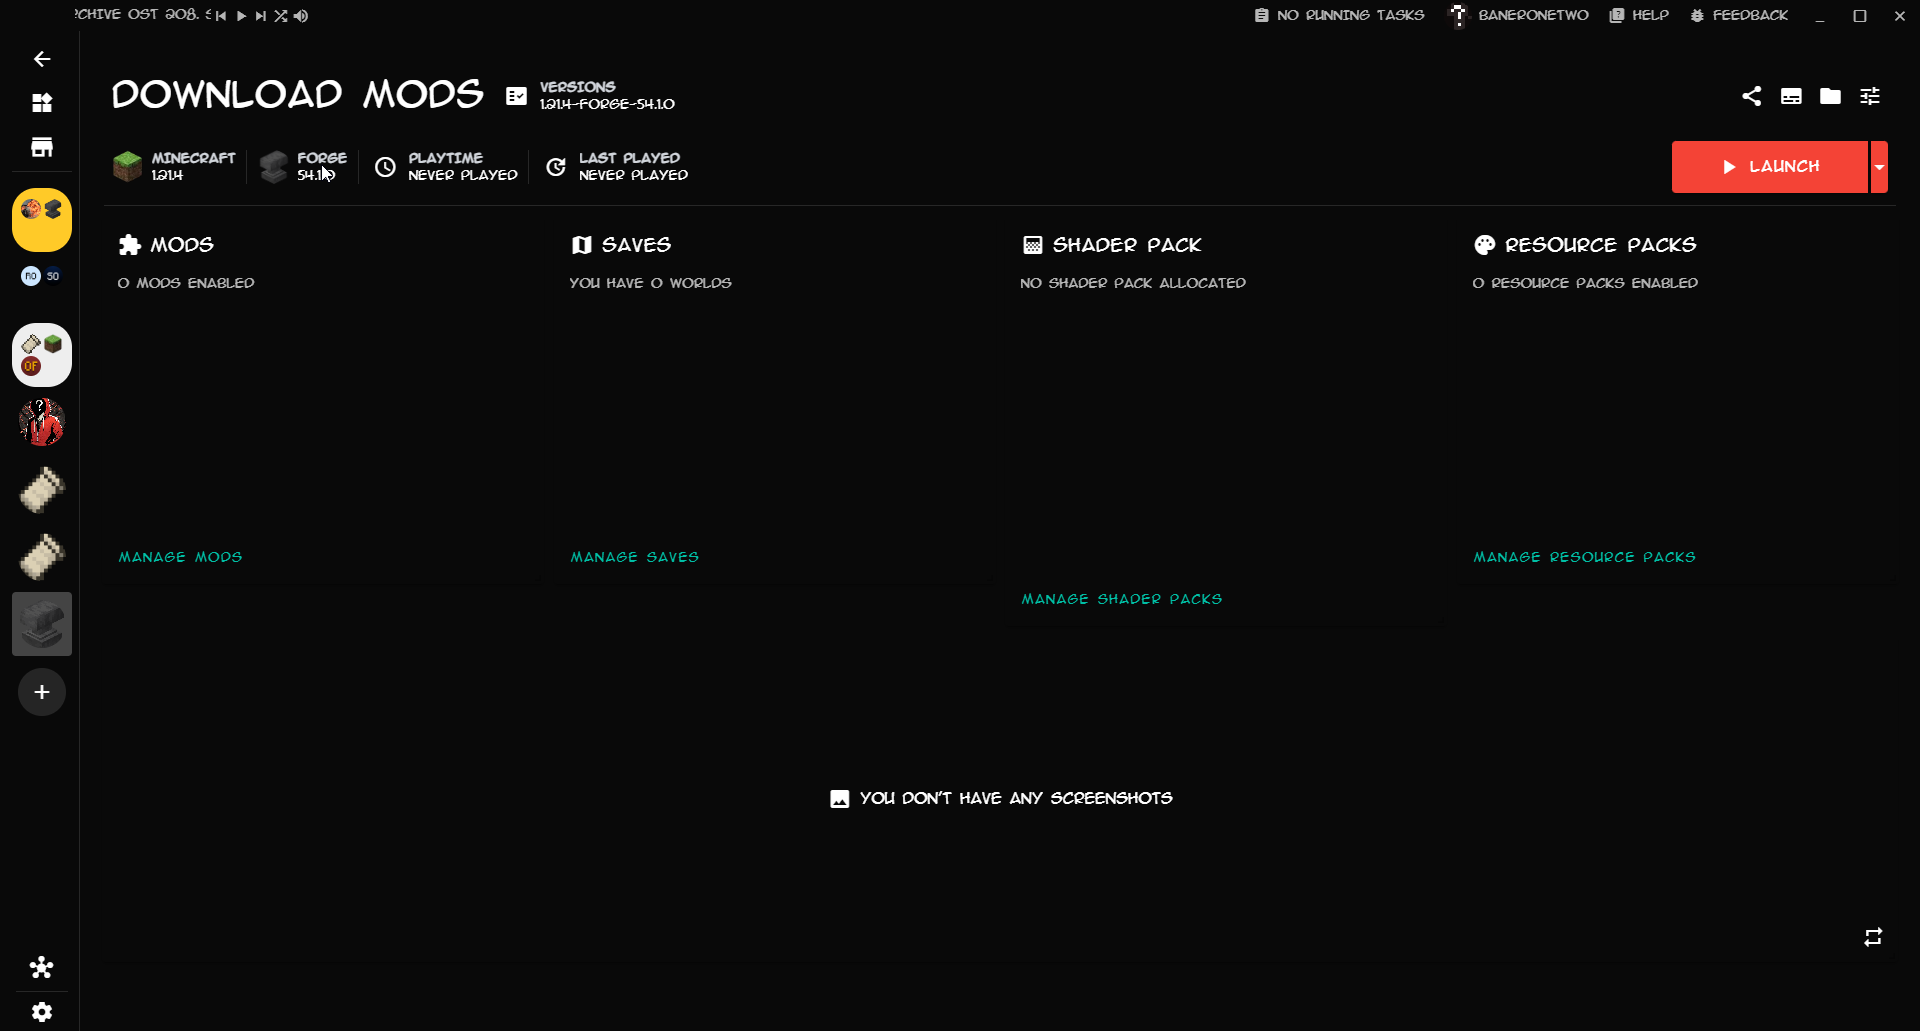 CHIVE OST 208. S
NO RUNNING TASKS
BANERONETWO
HELP
FEEDBACK
DOWNLOAD MODS
VERSIONS
1.21.4-FORGE-54.1.0
MINECRAFT
1.21.4
FORGE
54.1.0
PLAYTIME
NEVER PLAYED
LAST PLAYED
NEVER PLAYED
LAUNCH
MODS
0 MODS ENABLED
SAVES
YOU HAVE 0 WORLDS
SHADER PACK
NO SHADER PACK ALLOCATED
RESOURCE PACKS
0 RESOURCE PACKS ENABLED
NO
SO
OF
MANAGE MODS
MANAGE SAVES
MANAGE RESOURCE PACKS
MANAGE SHADER PACKS
YOU DON'T HAVE ANY SCREENSHOTS